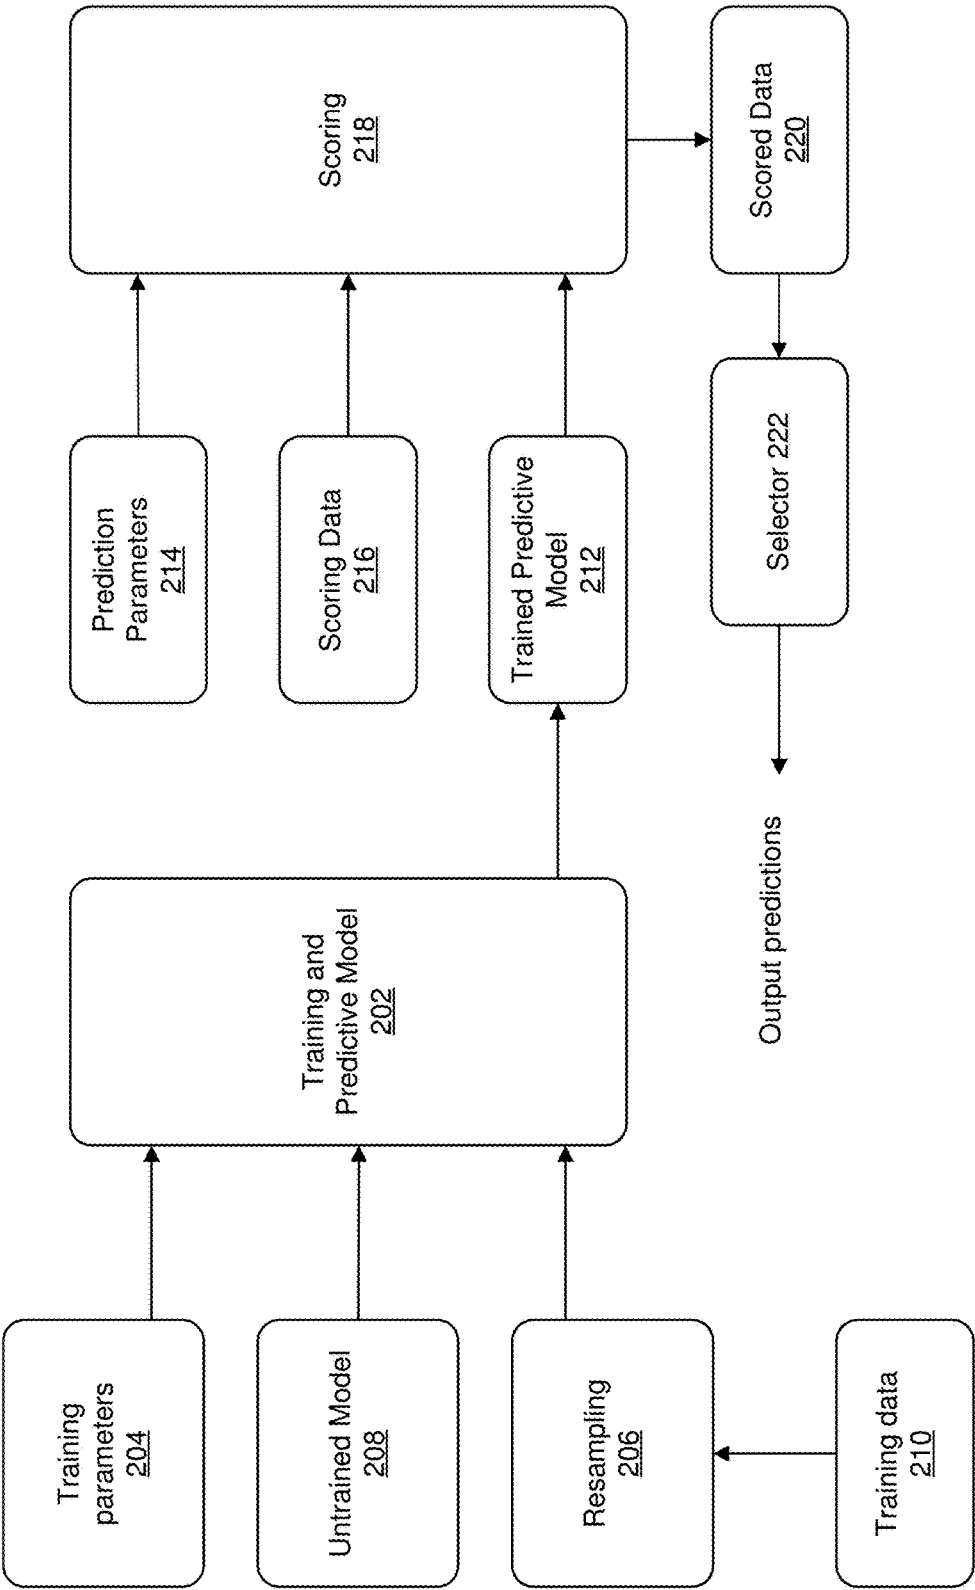 Training
parameters
204
Untrained Model
208
Resampling
206
Training data
210
Training and
Predictive Model
202
Prediction
Parameters
214
Scoring Data
216
Trained Predictive
Model
212
Scoring
218
Scored Data
220
Selector 222
Output predictions